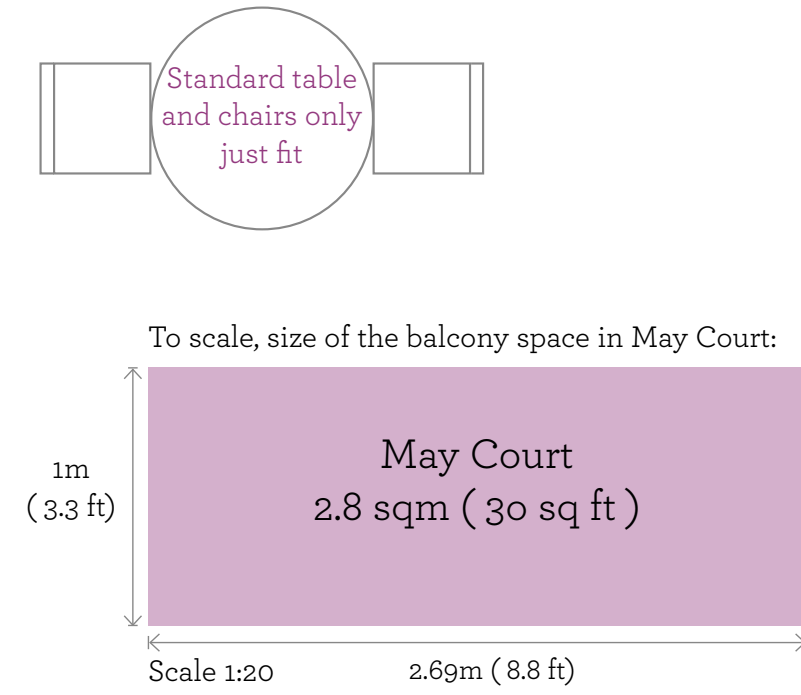 Standard table
and chairs only
just fit
To scale, size of the balcony space in May Court:
May Court
2.8 sqm ( 30 sq ft )
1m
( 3.3 ft)
Scale 1:20
2.69m ( 8.8 ft)